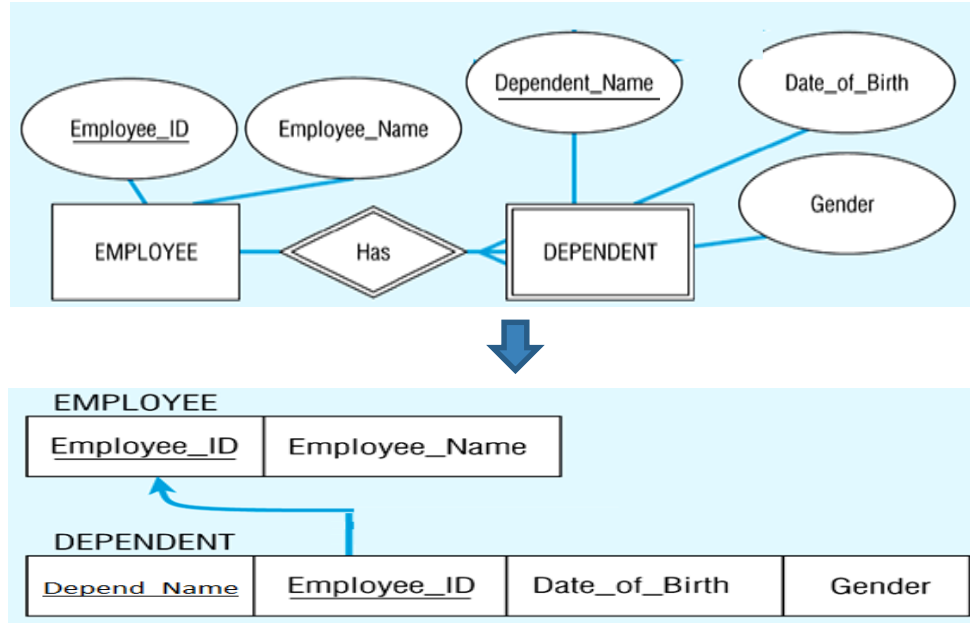 Dependent_Name
Date_of_Birth
Employee_ID
Employee_Name
Gender
EMPLOYEE
Has
DEPENDENT
EMPLOYEE
Employee_ID Employee_Name
DEPENDENT
Depend_Name Employee_ID Date_of_Birth Gender